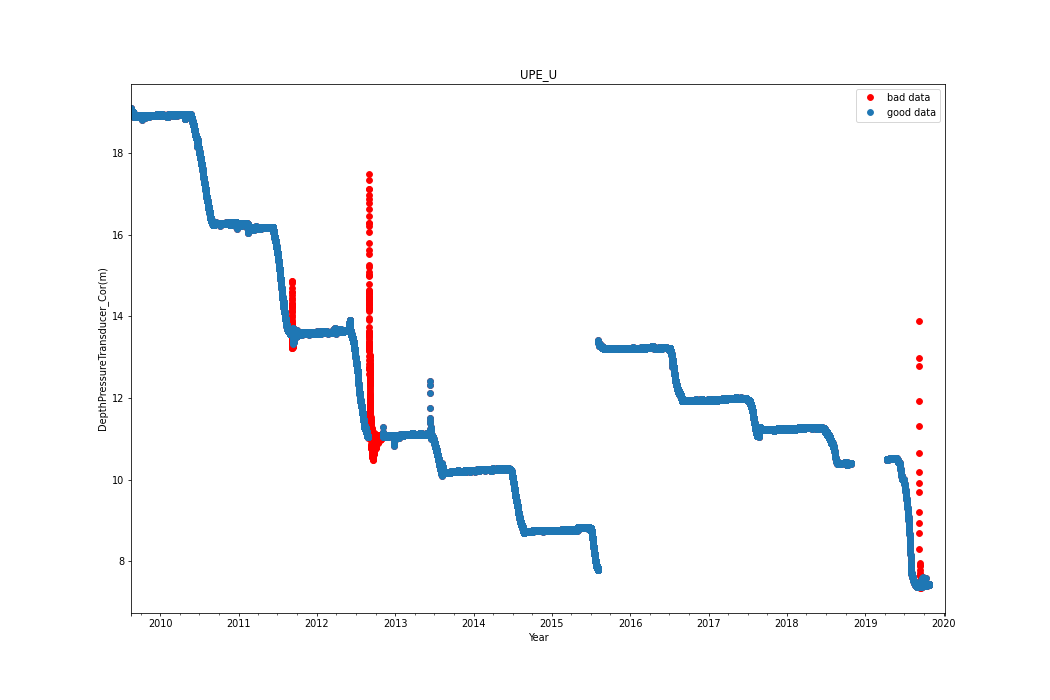 UPE_U
bad data
good data
18
16
14
12
10
8
DepthPressureTransducer_Cor(m)
2010 2011 2012 2013 2014 2015 2016 2017 2018 2019 2020
Year